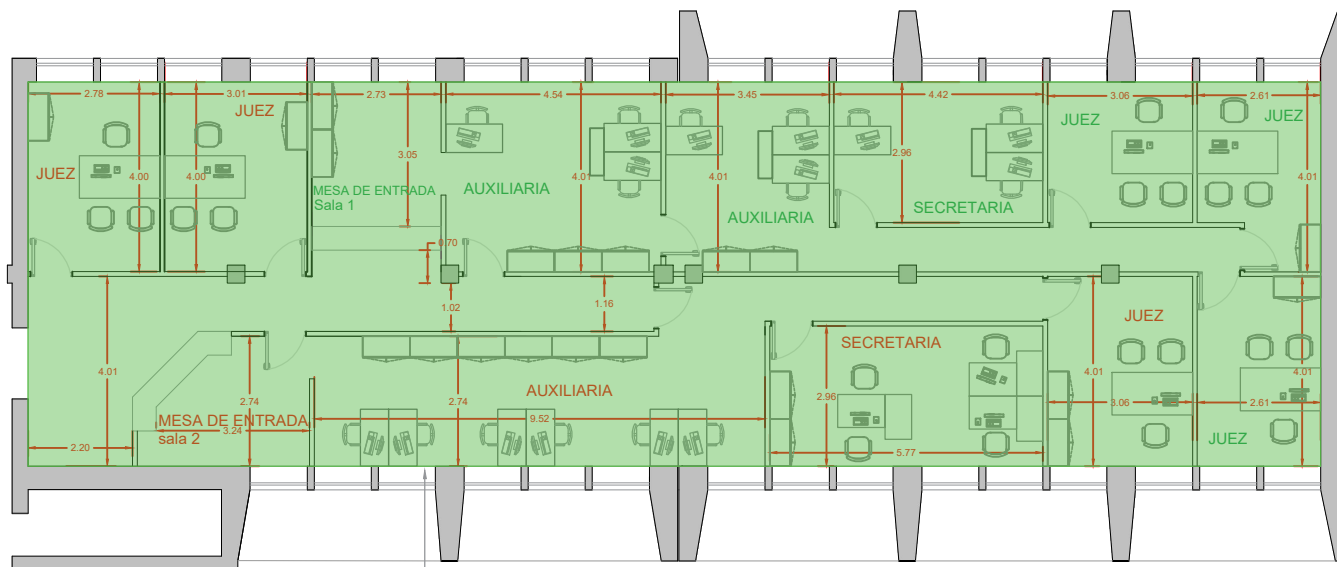 2.78
3.01
2.73
4.54
3.45
4.42
3.06
2.61
JUEZ
JUEZ
JUEZ
JUEZ
3.05
2.96
4.00
4.00
4.01
4.01
4.01
MESA DE ENTRADA
Sala 1
AUXILIARIA
AUXILIARIA
SECRETARIA
0.70
1.02
1.16
JUEZ
SECRETARIA
4.01
2.74
2.74
AUXILIARIA
2.96
4.01
4.01
3.06
2.61
MESA DE ENTRADA
sala 2
3.24
9.52
2.20
5.77
JUEZ